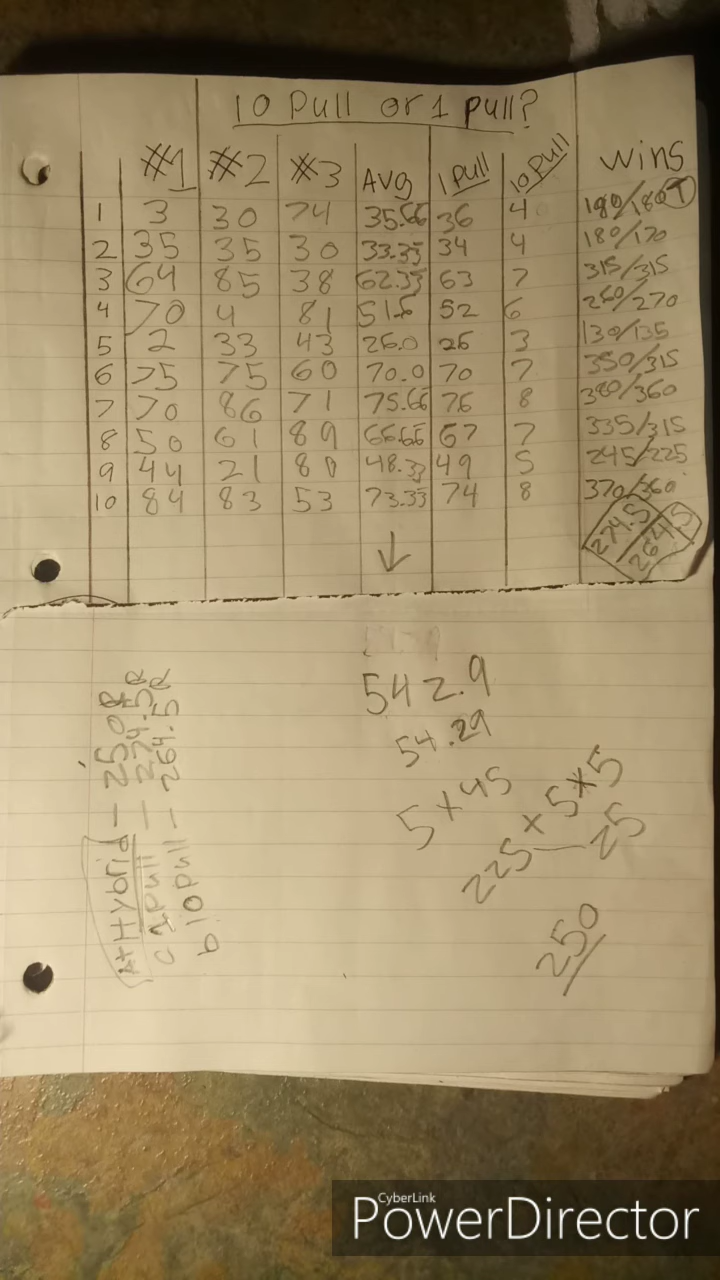 10 Pull or 1 pull?
#1 #2 #3 Avg 1 Pull 10 Pull wins
1 3 30 74 35.66 36 4 180/180 T
2 35 35 30 33.33 34 4 180/170
3 64 85 38 62.33 63 7 315/315
4 70 4 81 51.6 52 6 260/270
5 2 33 43 26.0 26 3 130/135
6 75 75 60 70.0 70 7 350/315
7 70 86 71 75.66 76 8 380/360
8 50 61 89 66.66 67 7 335/315
9 44 21 80 48.33 49 5 245/225
10 84 83 53 73.33 74 8 370/360
274.5
264.5
542.9
54.29
5 x 45
225 x 5 * 5
25
250
A+ Hybrid - 250R
C 1 pull - 274.5R
b 10 pull - 264.5R
CyberLink
PowerDirector